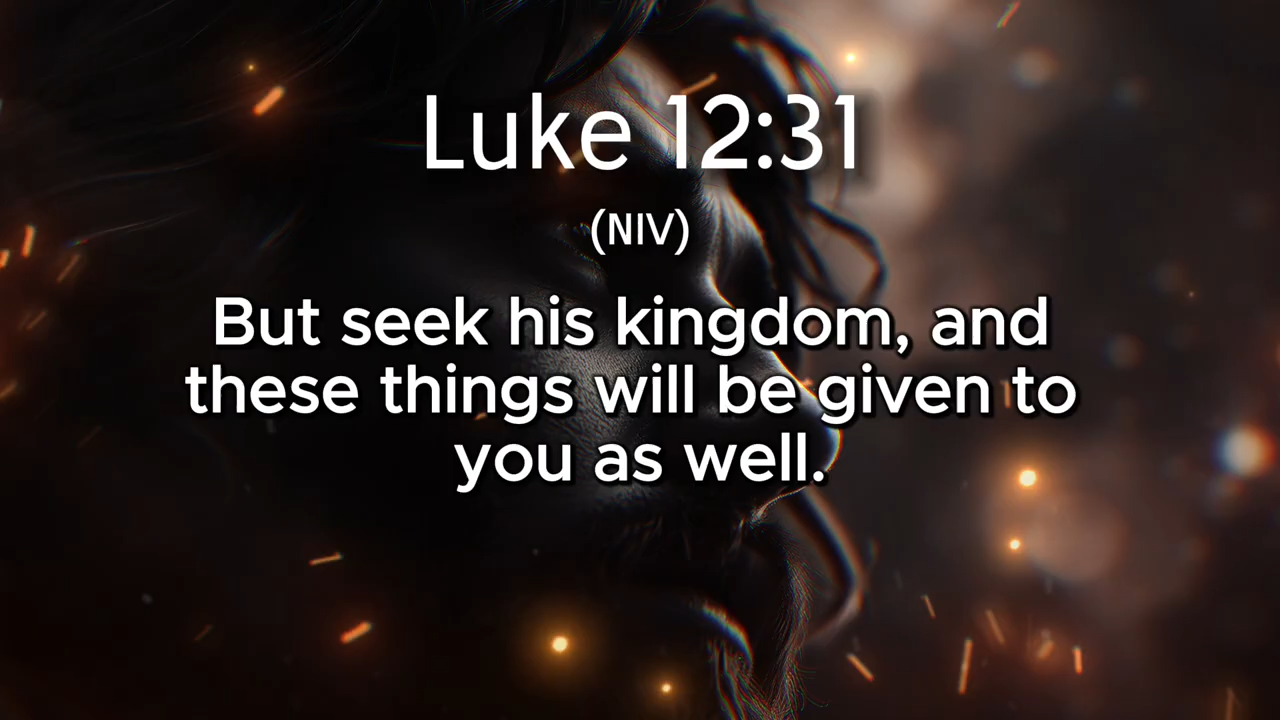 Luke 12:31
(NIV)
But seek his kingdom, and
these things will be given to
you as well.